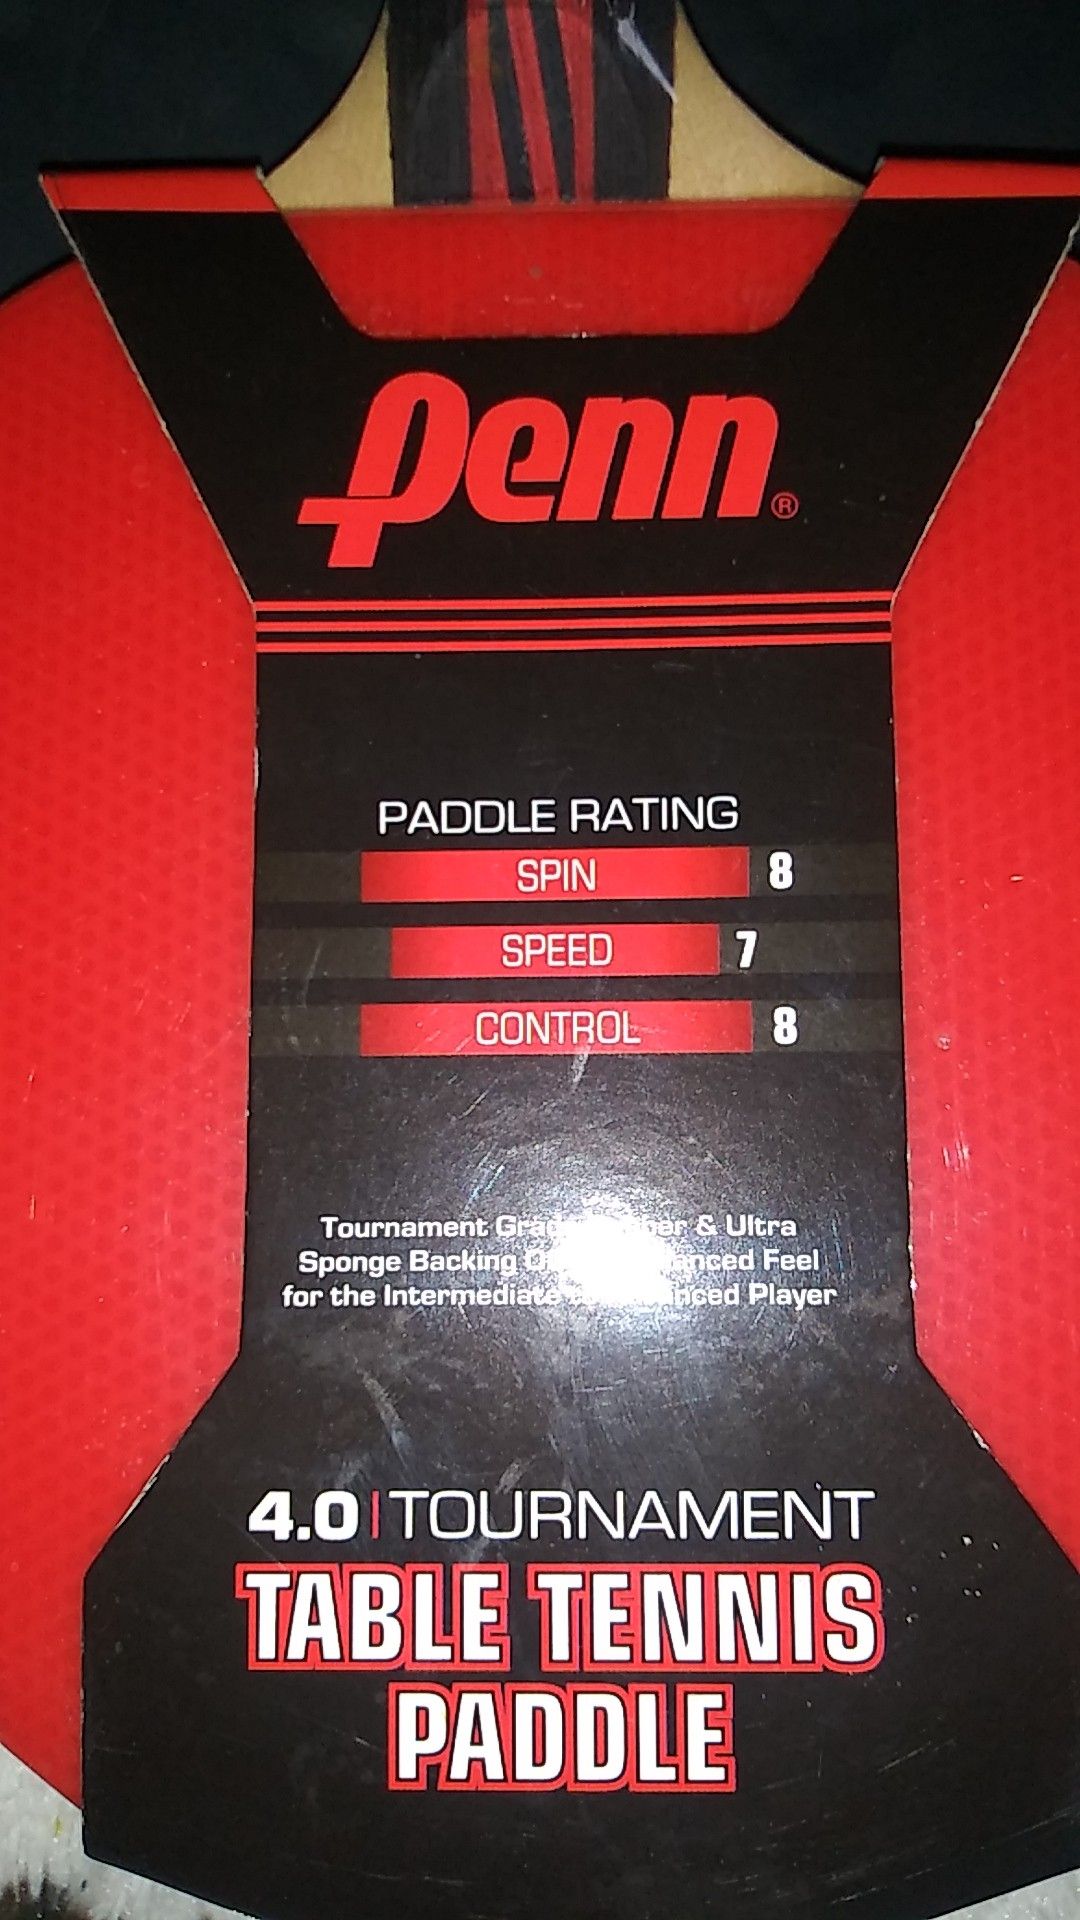 Penn®
PADDLE RATING
SPIN 8
SPEED 7
CONTROL 8
Tournament & Ultra
Sponge Backing Feel
for the Intermediate Player
4.0 | TOURNAMENT
TABLE TENNIS
PADDLE